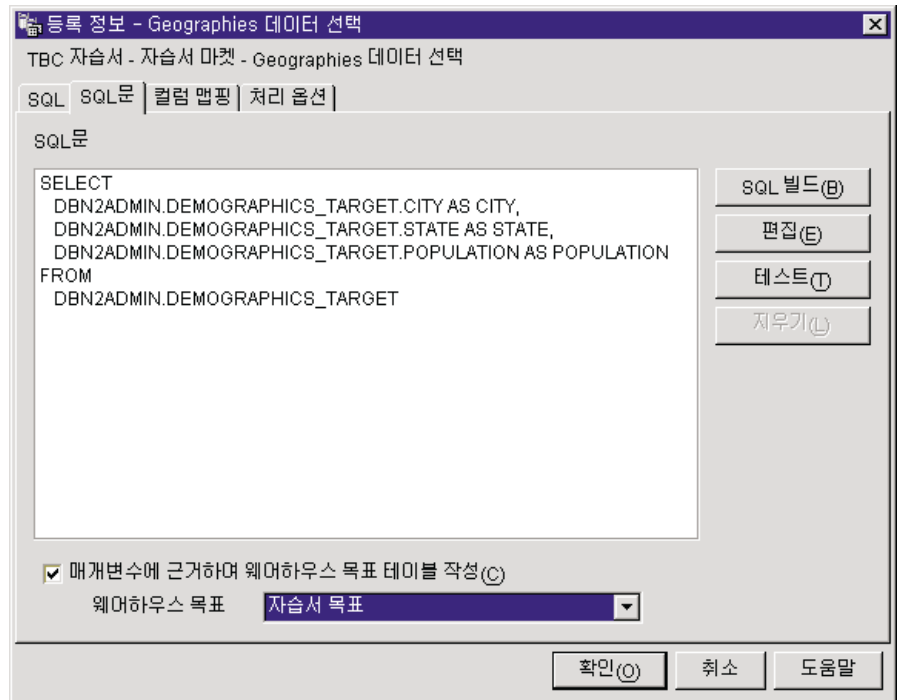 등록 정보 - Geographies 데이터 선택
TBC 자습서 - 자습서 마켓 - Geographies 데이터 선택
SQL SQL문 컬럼 맵핑 처리 옵션
SQL문
SELECT
DBN2ADMIN.DEMOGRAPHICS_TARGET.CITY AS CITY,
DBN2ADMIN.DEMOGRAPHICS_TARGET.STATE AS STATE,
DBN2ADMIN.DEMOGRAPHICS_TARGET.POPULATION AS POPULATION
FROM
DBN2ADMIN.DEMOGRAPHICS_TARGET
SQL 빌드(B)
편집(E)
테스트(T)
지우기(L)
매개변수에 근거하며 웨어하우스 목표 테이블 작성(C)
웨어하우스 목표 자습서 목표
확인(O) 취소 도움말